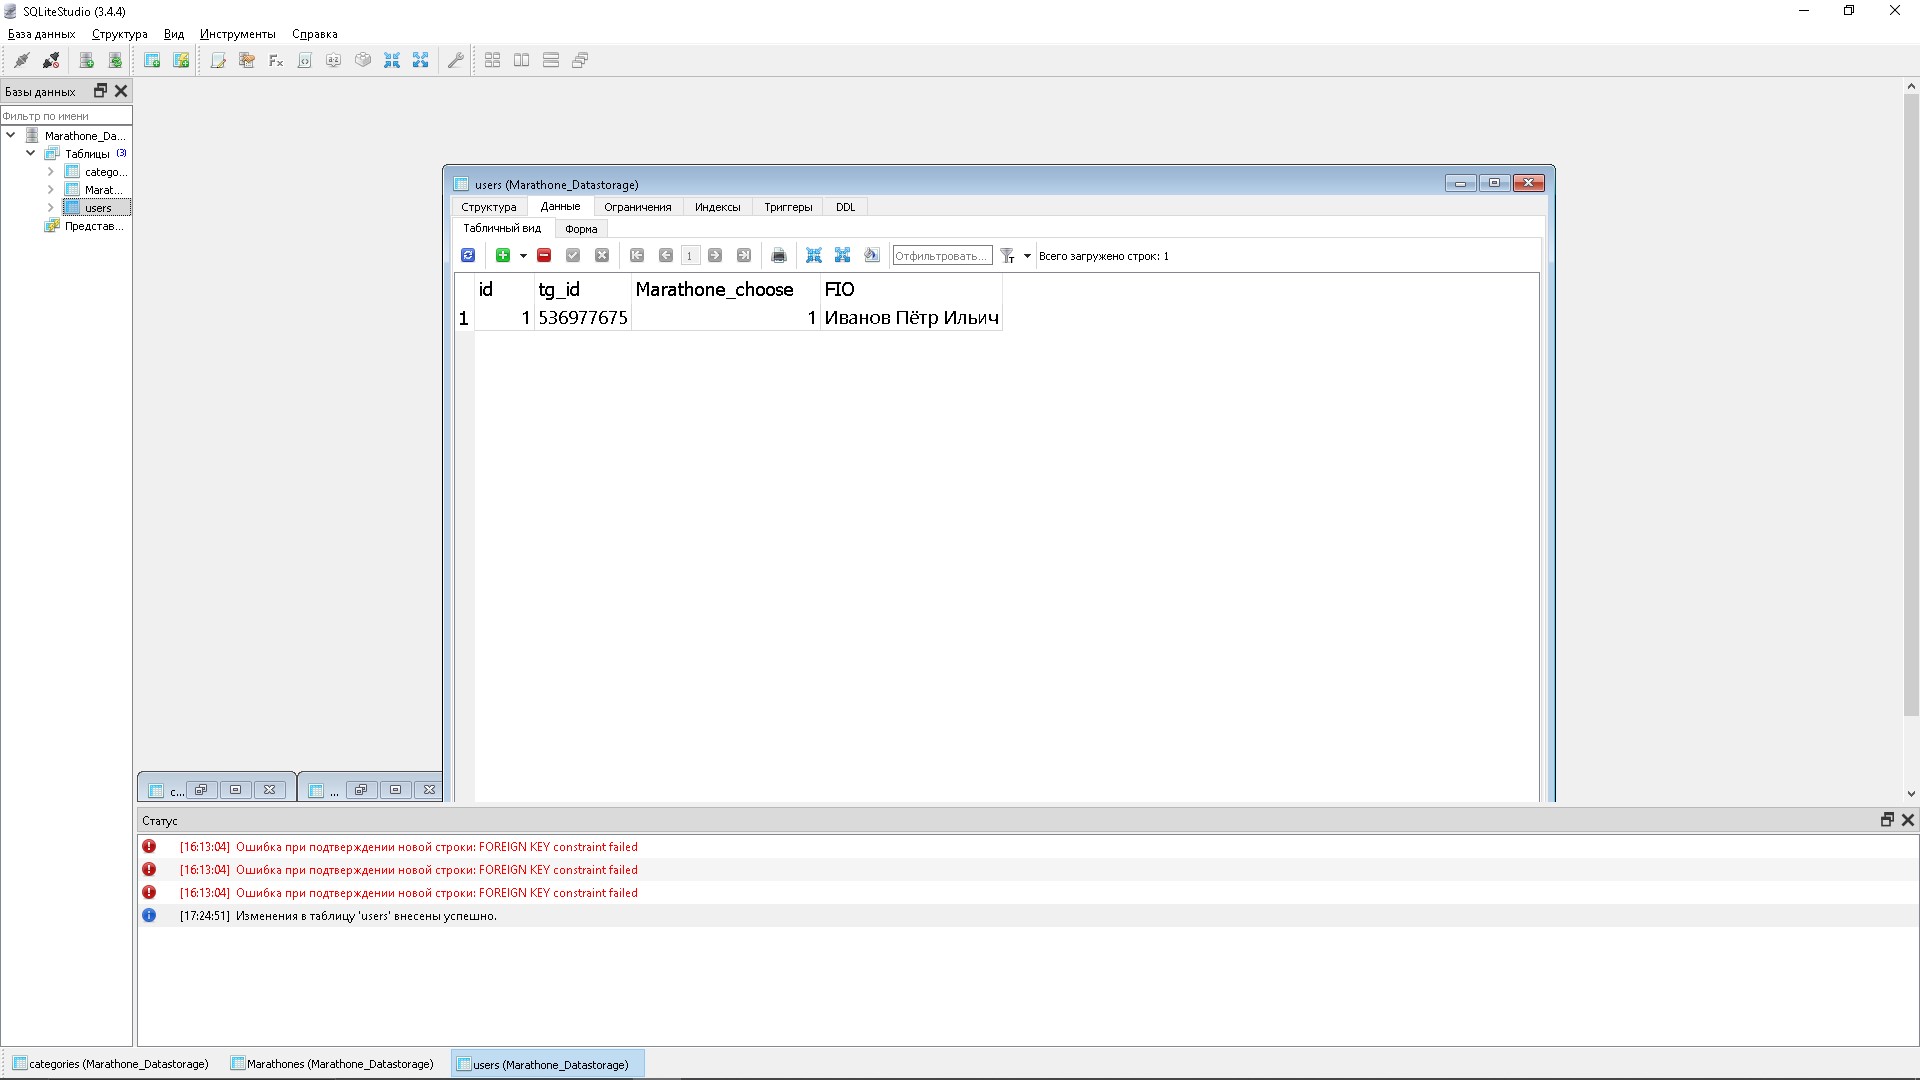 SQLiteStudio (3.4.4)
База данных Структура Вид Инструменты Справка
Базы данных
Фильтр по имени
Marathone_Da...
Таблицы (3)
catego...
Marat...
users
Представ...
users (Marathone_Datastorage)
Структура Данные Ограничения Индексы Триггеры DDL
Табличный вид Форма
1 Отфильтровать... Всего загружено строк: 1
id tg_id Marathone_choose FIO
1 1 536977675 1 Иванов Пётр Ильич
c... ...
Статус
[16:13:04] Ошибка при подтверждении новой строки: FOREIGN KEY constraint failed
[16:13:04] Ошибка при подтверждении новой строки: FOREIGN KEY constraint failed
[16:13:04] Ошибка при подтверждении новой строки: FOREIGN KEY constraint failed
[17:24:51] Изменения в таблицу 'users' внесены успешно.
categories (Marathone_Datastorage) Marathones (Marathone_Datastorage) users (Marathone_Datastorage)